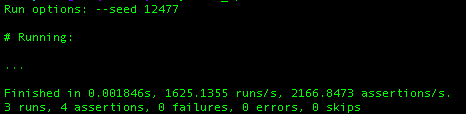 Run options: --seed 12477
# Running:
...
Finished in 0.001846s, 1625.1355 runs/s, 2166.8473 assertions/s.
3 runs, 4 assertions, 0 failures, 0 errors, 0 skips